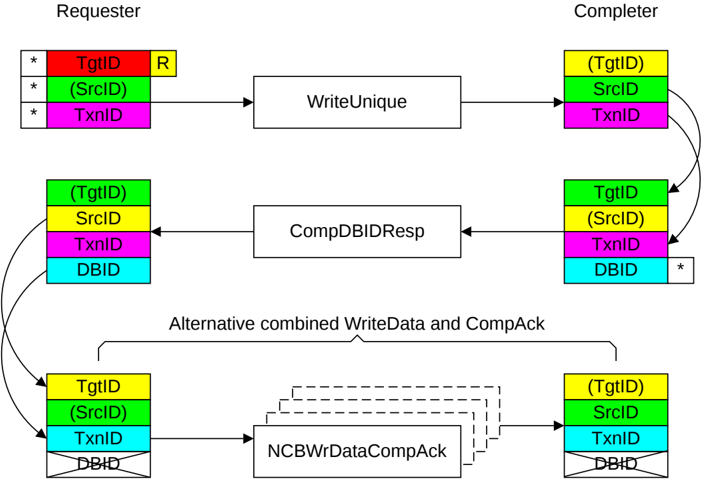 Requester Completer
* TgtID R (TgtID)
* (SrcID) SrcID
WriteUnique
* TxnID TxnID
(TgtID) TgtID
SrcID (SrcID)
CompDBIDResp
TxnID TxnID
DBID DBID *
Alternative combined WriteData and CompAck
TgtID (TgtID)
(SrcID) SrcID
TxnID TxnID
NCBWrDataCompAck
DBID DBID